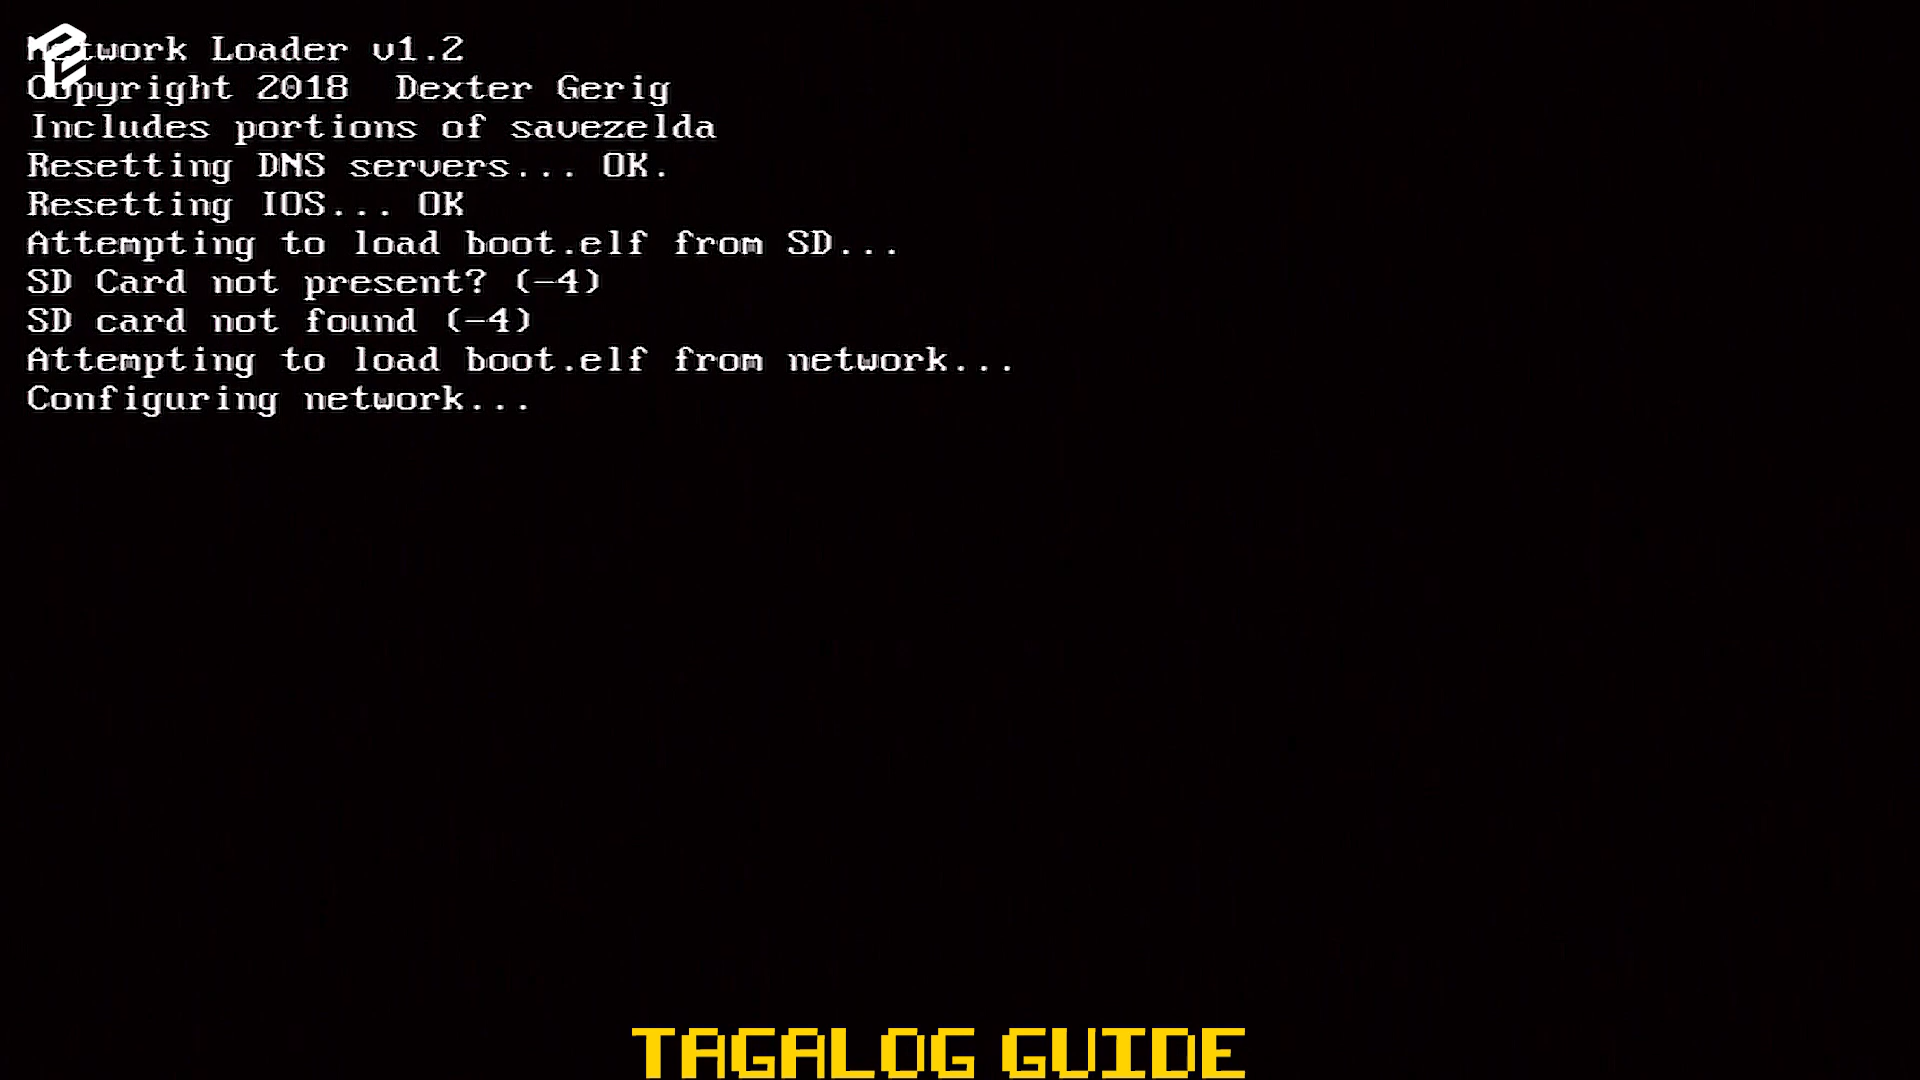 Network Loader v1.2
Copyright 2018  Dexter Gerig
Includes portions of savezelda
Resetting DNS servers... OK.
Resetting IOS... OK
Attempting to load boot.elf from SD...
SD Card not present? (-4)
SD card not found (-4)
Attempting to load boot.elf from network...
Configuring network...
TAGALOG GUIDE